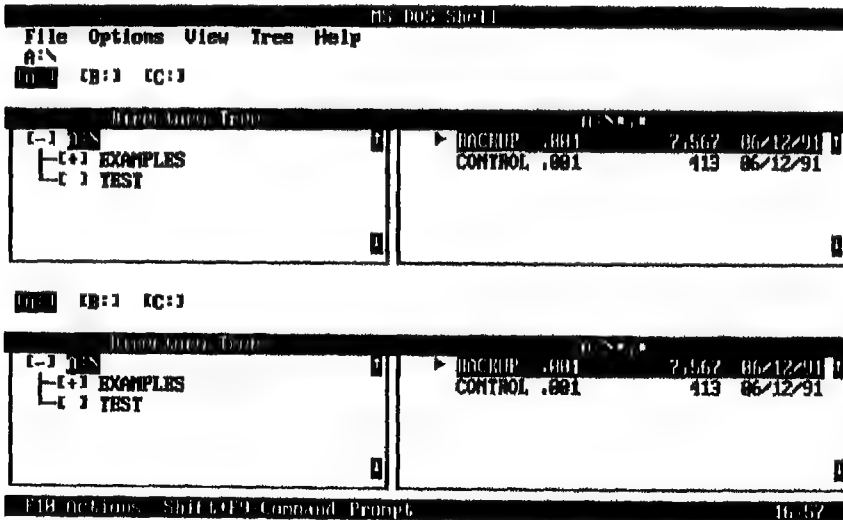 MS-DOS Shell
File Options View Tree Help
A:\
[A:] [B:] [C:]
Directory Tree
A:\*.*
[-] A:\
[+] EXAMPLES
[ ] TEST
BACKUP .001 7,567 06/12/91
CONTROL .001 413 06/12/91
[A:] [B:] [C:]
Directory Tree
A:\*.*
[-] A:\
[+] EXAMPLES
[ ] TEST
BACKUP .001 7,567 06/12/91
CONTROL .001 413 06/12/91
F10=Actions Shift+F9=Command Prompt 16:57